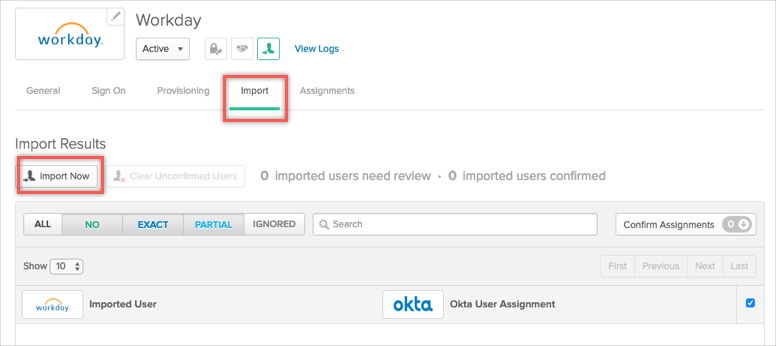 workday.
Workday
Active
View Logs
General Sign On Provisioning Import Assignments
Import Results
Import Now Clear Unconfirmed Users 0 imported users need review · 0 imported users confirmed
ALL NO EXACT PARTIAL IGNORED Search Confirm Assignments 0
Show 10 First Previous Next Last
workday Imported User okta Okta User Assignment